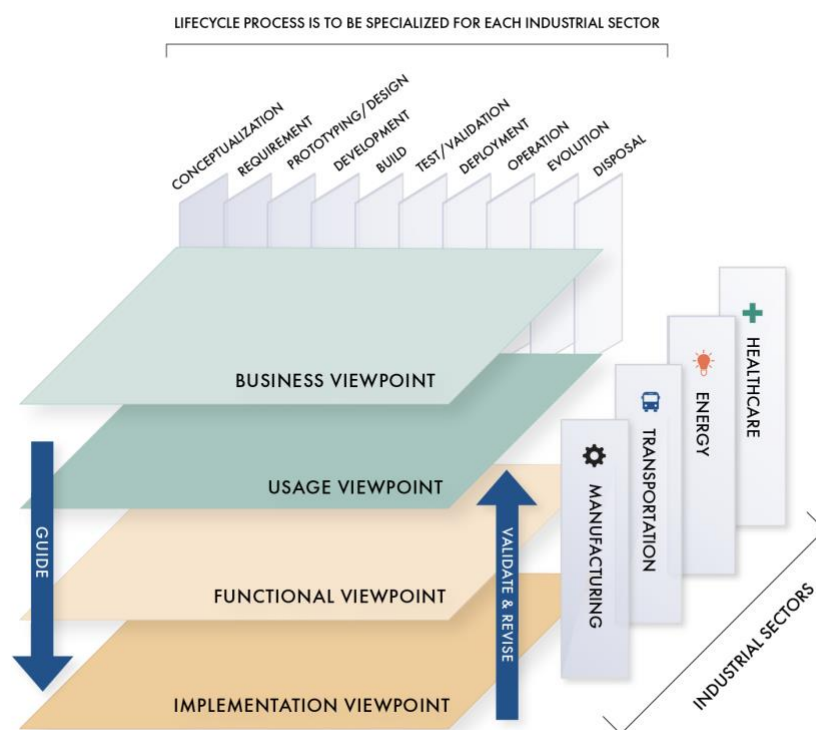 LIFECYCLE PROCESS IS TO BE SPECIALIZED FOR EACH INDUSTRIAL SECTOR
CONCEPTUALIZATION
REQUIREMENT
PROTOTYPING/DESIGN
DEVELOPMENT
BUILD
TEST/VALIDATION
DEPLOYMENT
OPERATION
EVOLUTION
DISPOSAL
BUSINESS VIEWPOINT
USAGE VIEWPOINT
FUNCTIONAL VIEWPOINT
IMPLEMENTATION VIEWPOINT
GUIDE
VALIDATE & REVISE
MANUFACTURING
TRANSPORTATION
ENERGY
HEALTHCARE
INDUSTRIAL SECTORS